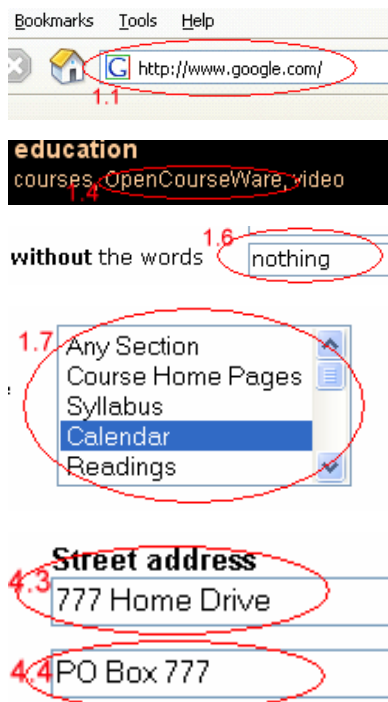 Bookmarks Tools Help
G http://www.google.com/
1.1
education
courses, OpenCourseWare, video
1.4
1.6
without the words nothing
1.7
Any Section
Course Home Pages
Syllabus
Calendar
Readings
Street address
4.3
777 Home Drive
4.4 PO Box 777